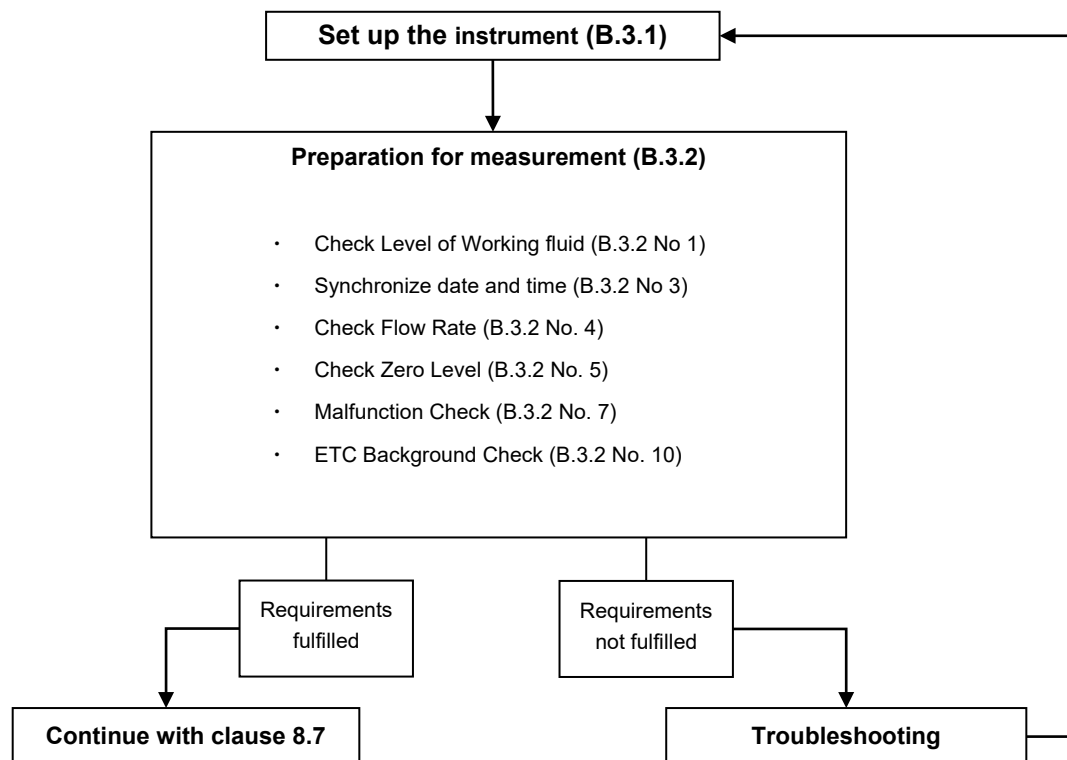 Set up the instrument (B.3.1)
Preparation for measurement (B.3.2)
· Check Level of Working fluid (B.3.2 No 1)
· Synchronize date and time (B.3.2 No 3)
· Check Flow Rate (B.3.2 No. 4)
· Check Zero Level (B.3.2 No. 5)
· Malfunction Check (B.3.2 No. 7)
· ETC Background Check (B.3.2 No. 10)
Requirements
fulfilled
Requirements
not fulfilled
Continue with clause 8.7
Troubleshooting